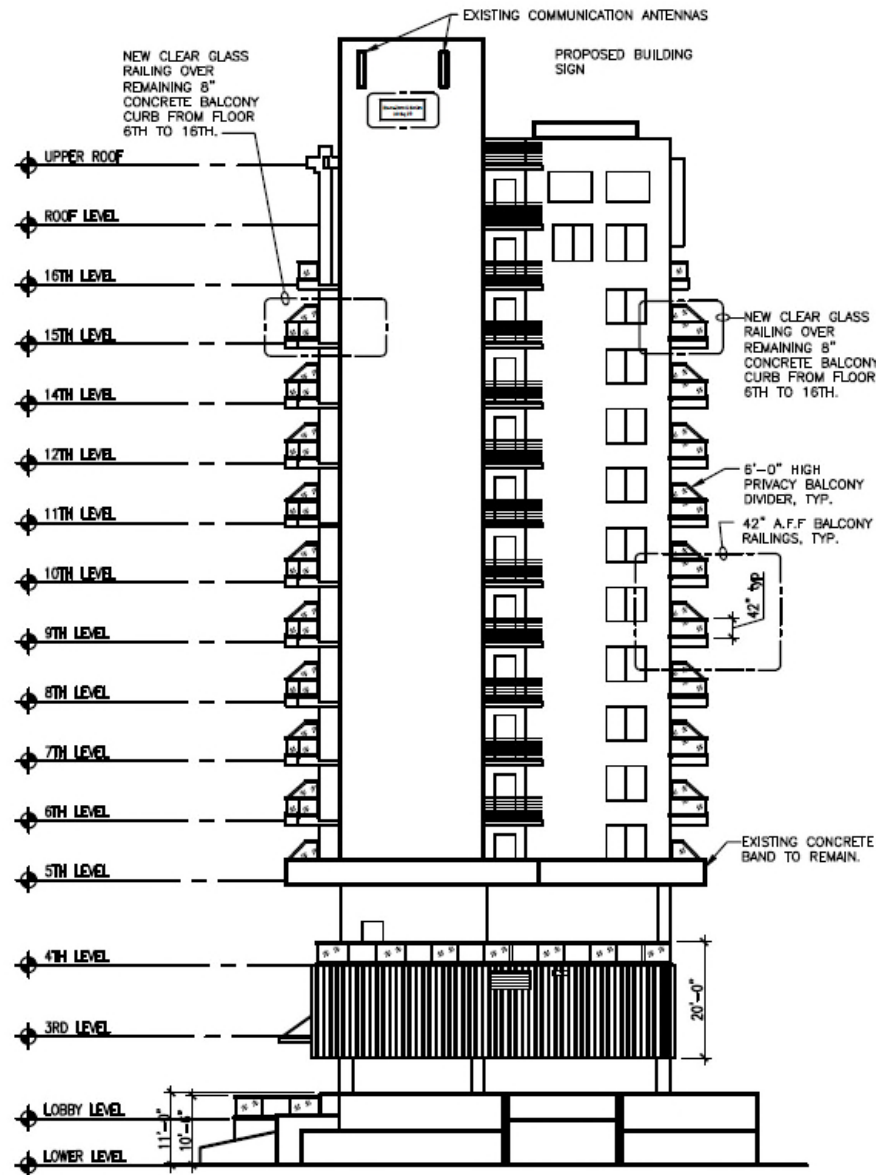 EXISTING COMMUNICATION ANTENNAS
NEW CLEAR GLASS
RAILING OVER
REMAINING 8"
CONCRETE BALCONY
CURB FROM FLOOR
6TH TO 16TH.
PROPOSED BUILDING
SIGN
UPPER ROOF
ROOF LEVEL
16TH LEVEL
15TH LEVEL
14TH LEVEL
12TH LEVEL
11TH LEVEL
10TH LEVEL
9TH LEVEL
8TH LEVEL
7TH LEVEL
6TH LEVEL
5TH LEVEL
4TH LEVEL
3RD LEVEL
LOBBY LEVEL
LOWER LEVEL
NEW CLEAR GLASS
RAILING OVER
REMAINING 8"
CONCRETE BALCONY
CURB FROM FLOOR
6TH TO 16TH.
6'-0" HIGH
PRIVACY BALCONY
DIVIDER, TYP.
42" A.F.F BALCONY
RAILINGS, TYP.
42" typ
EXISTING CONCRETE
BAND TO REMAIN.
20'-0"
11'-0"
10'-6"